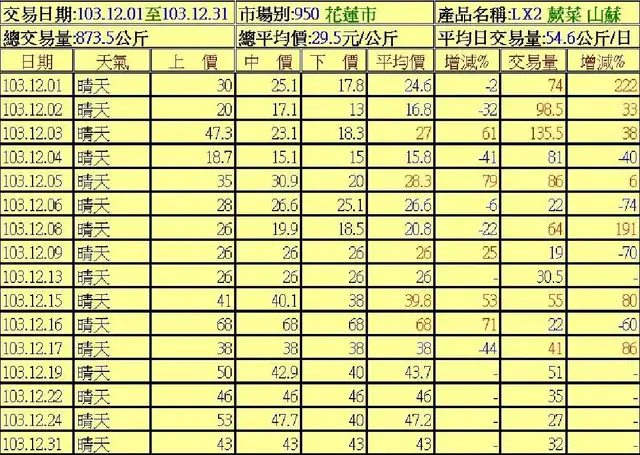 交易日期:103.12.01至103.12.31 市場別:950 花蓮市 產品名稱:LX2 蕨菜 山蘇
總交易量:873.5公斤 總平均價:29.5元/公斤 平均日交易量:54.6公斤/日
日期 天氣 上 價 中 價 下 價 平均價 增減% 交易量 增減%
103.12.01 晴天 30 25.1 17.8 24.6 -2 74 222
103.12.02 晴天 20 17.1 13 16.8 -32 98.5 33
103.12.03 晴天 47.3 23.1 18.3 27 61 135.5 38
103.12.04 晴天 18.7 15.1 15 15.8 -41 81 -40
103.12.05 晴天 35 30.9 20 28.3 79 86 6
103.12.06 晴天 28 26.6 25.1 26.6 -6 22 -74
103.12.08 晴天 26 19.9 18.5 20.8 -22 64 191
103.12.09 晴天 26 26 26 26 25 19 -70
103.12.13 晴天 26 26 26 26 - 30.5 -
103.12.15 晴天 41 40.1 38 39.8 53 55 80
103.12.16 晴天 68 68 68 68 71 22 -60
103.12.17 晴天 38 38 38 38 -44 41 86
103.12.19 晴天 50 42.9 40 43.7 - 51 -
103.12.22 晴天 46 46 46 46 - 35 -
103.12.24 晴天 53 47.7 40 47.2 - 27 -
103.12.31 晴天 43 43 43 43 - 32 -